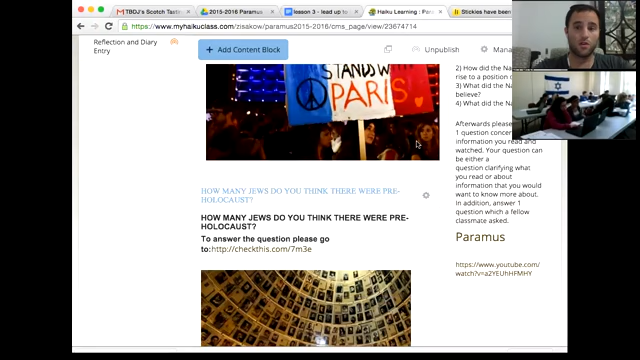 TBDJ's Scotch Tastin
2015-2016 Paramus
lesson 3 - lead up to
Haiku Learning : Para
Stickies have been
https://www.myhaikuclass.com/zisakow/paramus2015-2016/cms_page/view/23674714
Reflection and Diary
Entry
+ Add Content Block
Unpublish
STANDS W
PARIS
HOW MANY JEWS DO YOU THINK THERE WERE PRE-
HOLOCAUST?
HOW MANY JEWS DO YOU THINK THERE WERE PRE-
HOLOCAUST?
To answer the question please go
to:http://checkthis.com/7m3e
2) How did the Na
rise to a position o
3) What did the Na
believe?
4) What did the Na
Afterwards please
1 question concer
information you read and
watched. Your question can
be either a
question clarifying what
you read or about
information that you would
want to know more about.
In addition, answer 1
question which a fellow
classmate asked.
Paramus
https://www.youtube.com/
watch?v=a2YEUhHFMHY